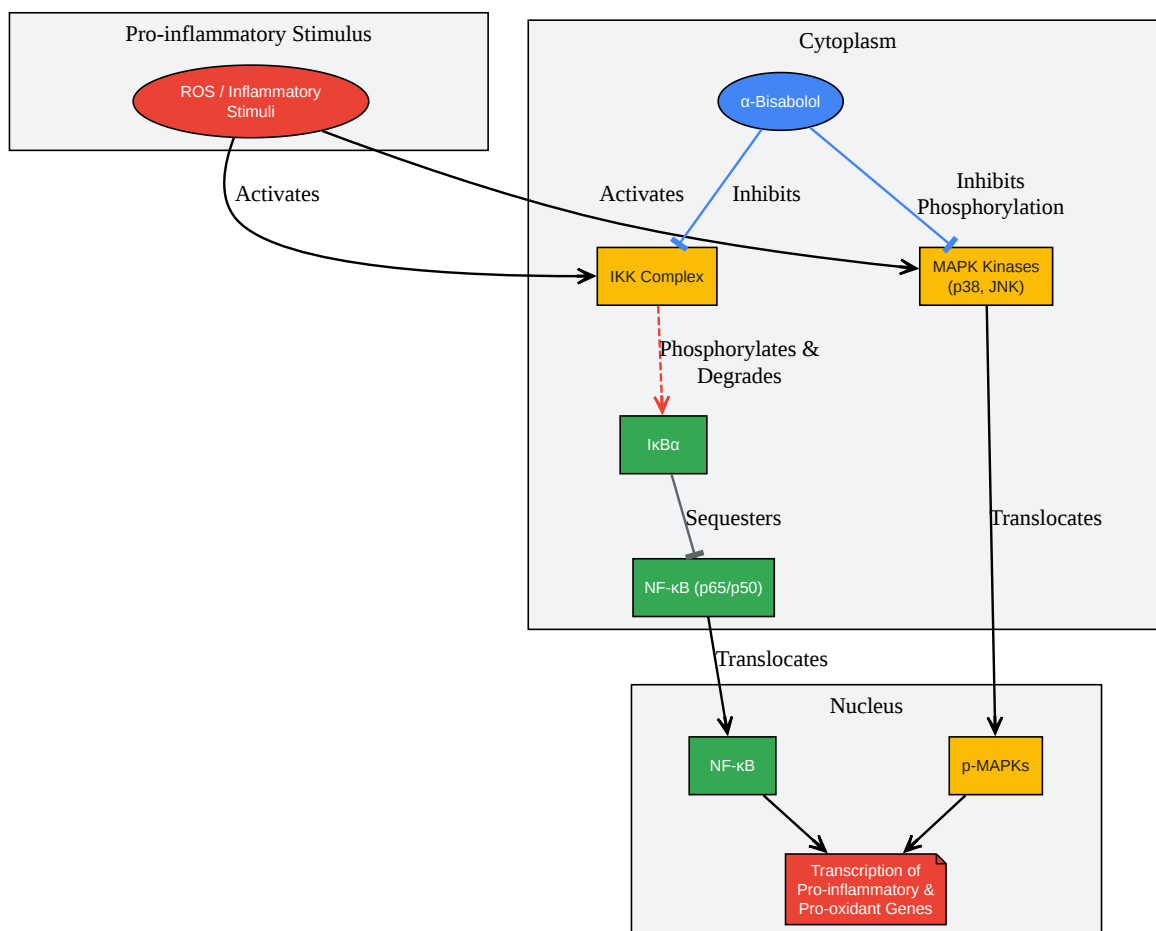 Pro-inflammatory Stimulus
Cytoplasm
ROS / Inflammatory
Stimuli
α-Bisabolol
Activates
Activates
Inhibits
Inhibits
Phosphorylation
IKK Complex
MAPK Kinases
(p38, JNK)
Phosphorylates &
Degrades
IκBα
Sequesters
Translocates
NF-κB (p65/p50)
Translocates
Nucleus
NF-κB
p-MAPKs
Transcription of
Pro-inflammatory &
Pro-oxidant Genes